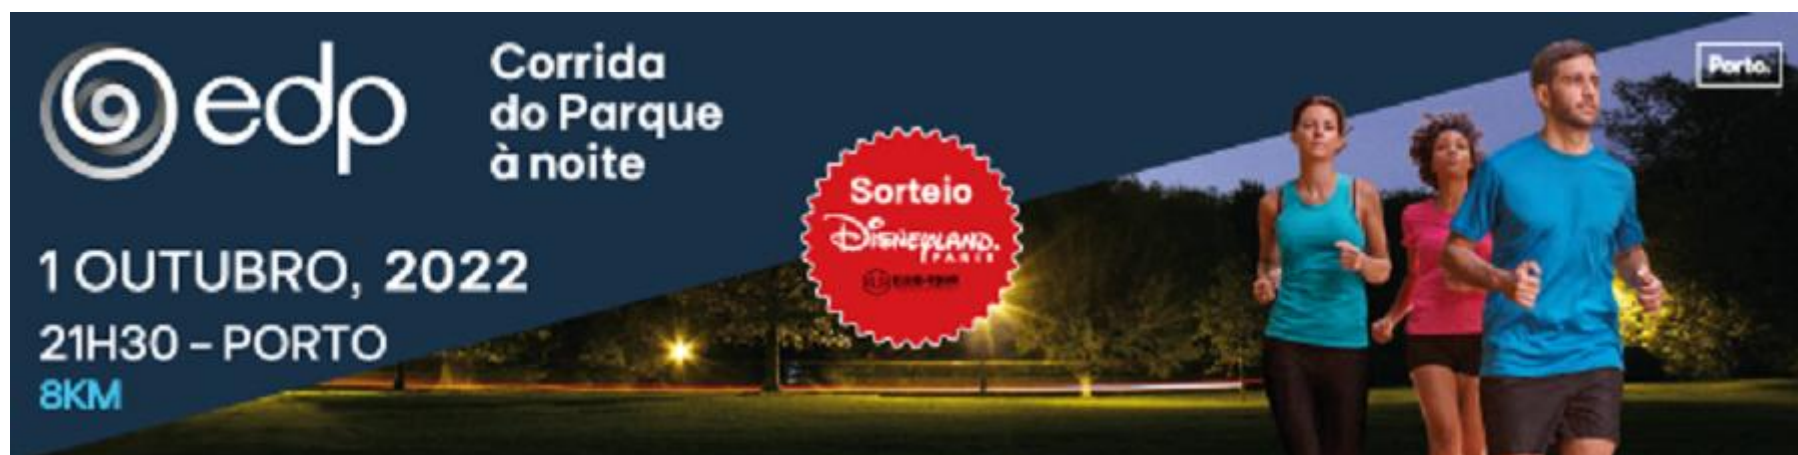 edp
Corrida
do Parque
à noite
1 OUTUBRO, 2022
21H30 – PORTO
8KM
Sorteio
DISNEYLAND.
PARIS
Porto.